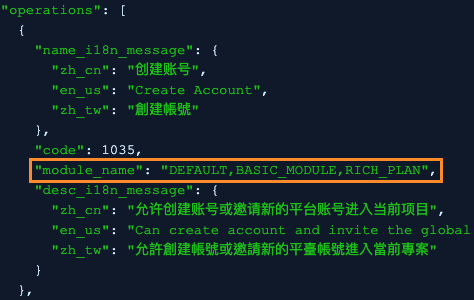 "operations": [
{
"name_i18n_message": {
"zh_cn": "创建账号",
"en_us": "Create Account",
"zh_tw": "創建帳號"
},
"code": 1035,
"module_name": "DEFAULT,BASIC_MODULE,RICH_PLAN",
"desc_i18n_message": {
"zh_cn": "允许创建账号或邀请新的平台账号进入当前项目",
"en_us": "Can create account and invite the global
"zh_tw": "允許創建帳號或邀請新的平臺帳號進入當前專案"
}
},